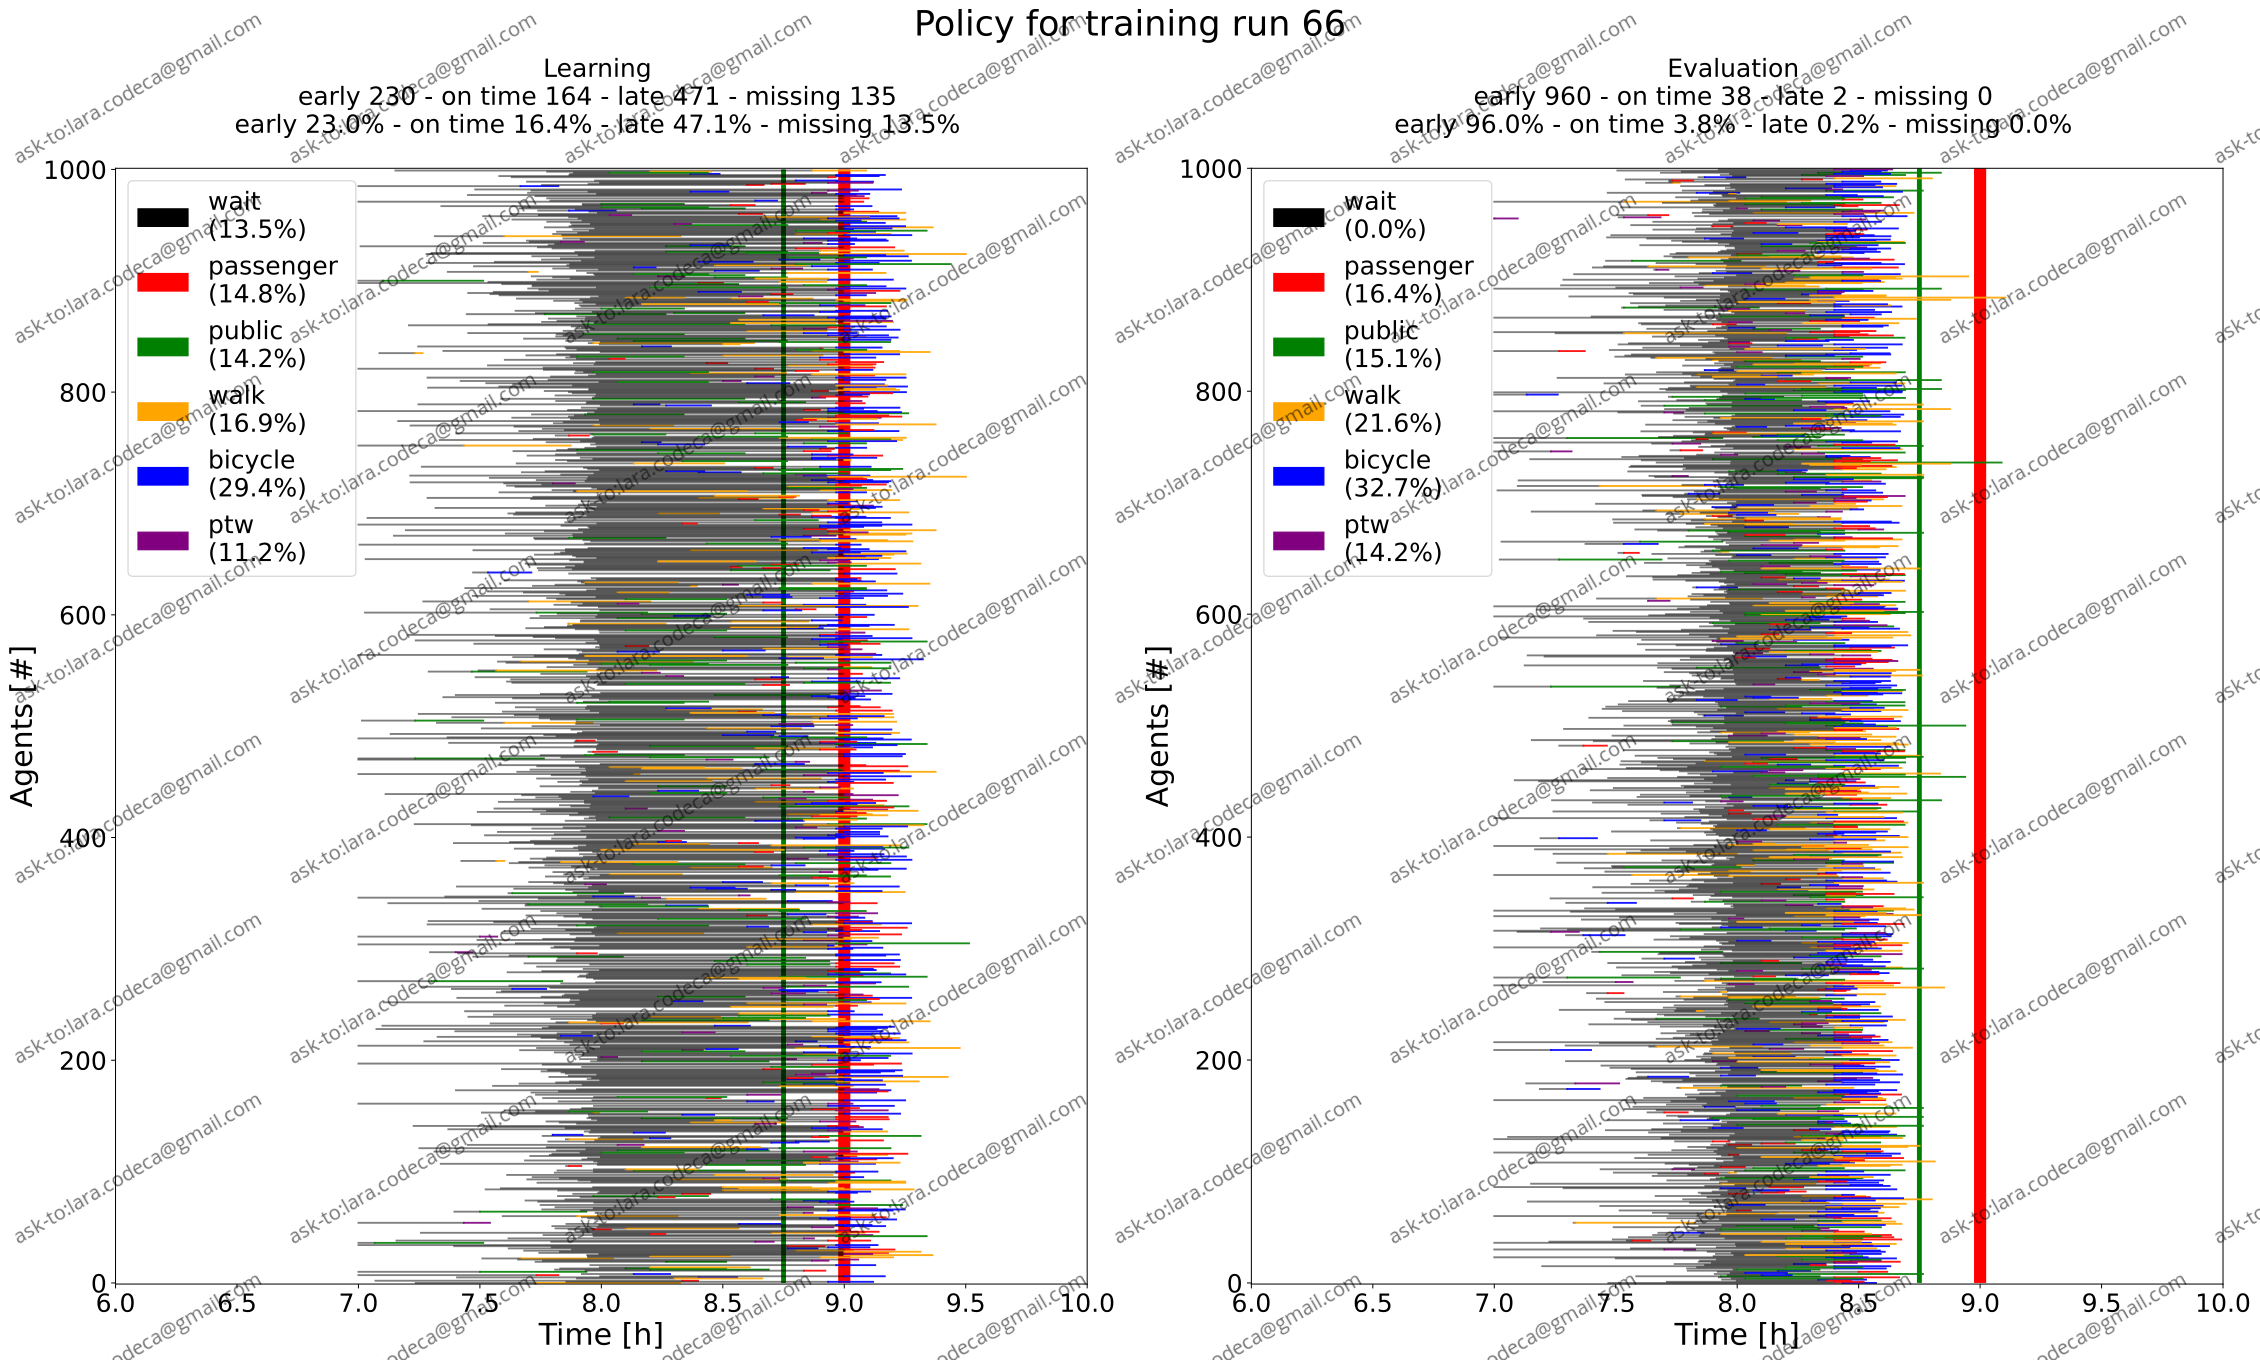 Policy for training run 66
Learning
early 230 - on time 164 - late 471 - missing 135
early 23.0% - on time 16.4% - late 47.1% - missing 13.5%
1000
800
600
400
200
0
Agents [#]
wait
(13.5%)
passenger
(14.8%)
public
(14.2%)
walk
(16.9%)
bicycle
(29.4%)
ptw
(11.2%)
6.0 6.5 7.0 7.5 8.0 8.5 9.0 9.5 10.0
Time [h]
Evaluation
early 960 - on time 38 - late 2 - missing 0
early 96.0% - on time 3.8% - late 0.2% - missing 0.0%
1000
800
600
400
200
0
Agents [#]
wait
(0.0%)
passenger
(16.4%)
public
(15.1%)
walk
(21.6%)
bicycle
(32.7%)
ptw
(14.2%)
6.0 6.5 7.0 7.5 8.0 8.5 9.0 9.5 10.0
Time [h]
ask-to:lara.codeca@gmail.com